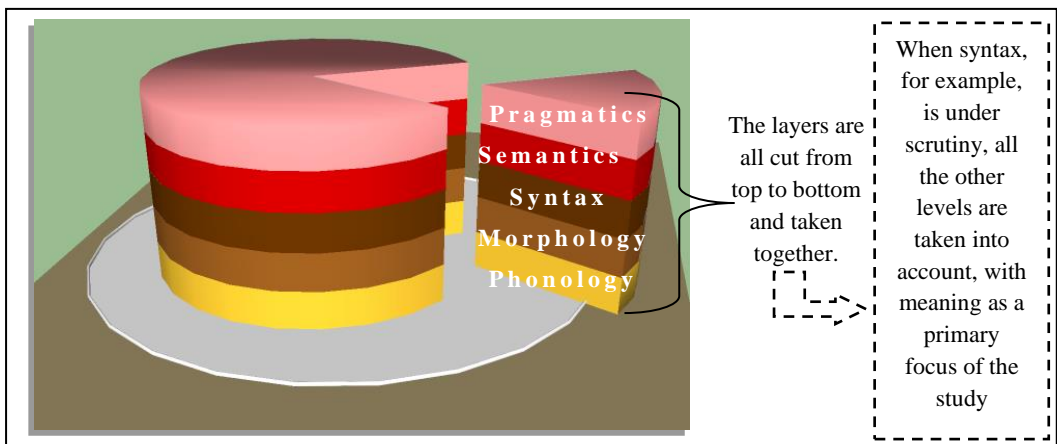 Pragmatics
Semantics
Syntax
Morphology
Phonology
The layers are
all cut from
top to bottom
and taken
together.
When syntax,
for example,
is under
scrutiny, all
the other
levels are
taken into
account, with
meaning as a
primary
focus of the
study